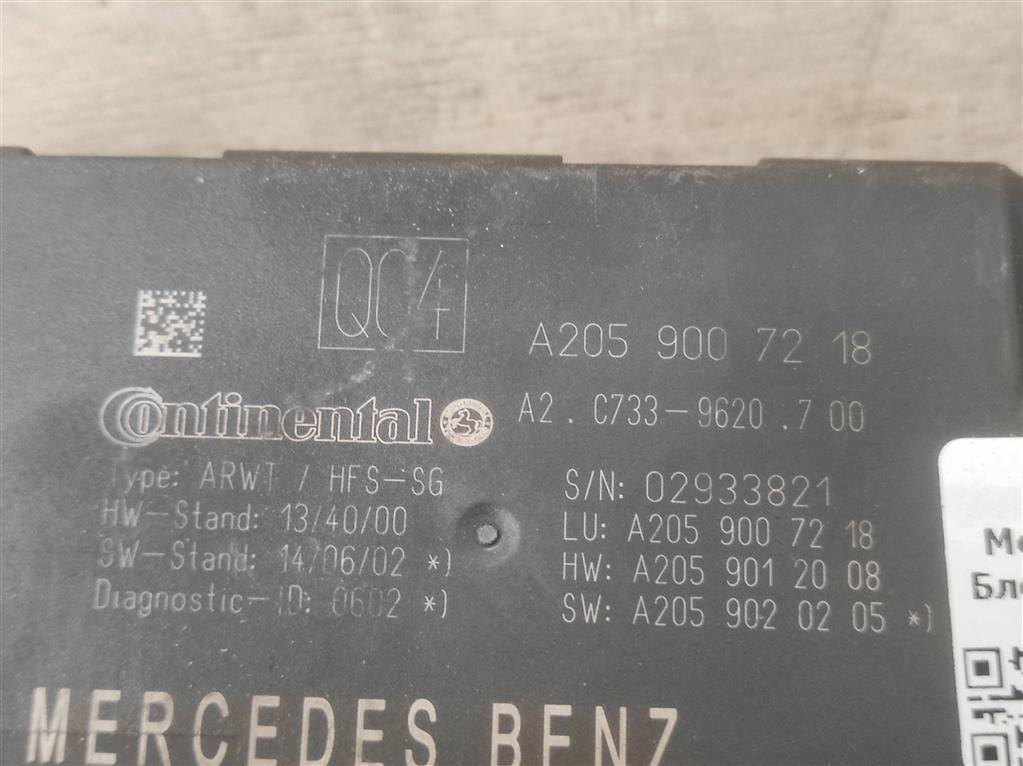 QC4
A205 900 72 18
Continental
A2.C733-9620.700
Type: ARWT / HFS-SG
S/N: 02933821
HW-Stand: 13/40/00
LU: A205 900 72 18
SW-Stand: 14/06/02 *)
HW: A205 901 20 08
Diagnostic-ID: 0602 *)
SW: A205 902 02 05 *)
MERCEDES BENZ